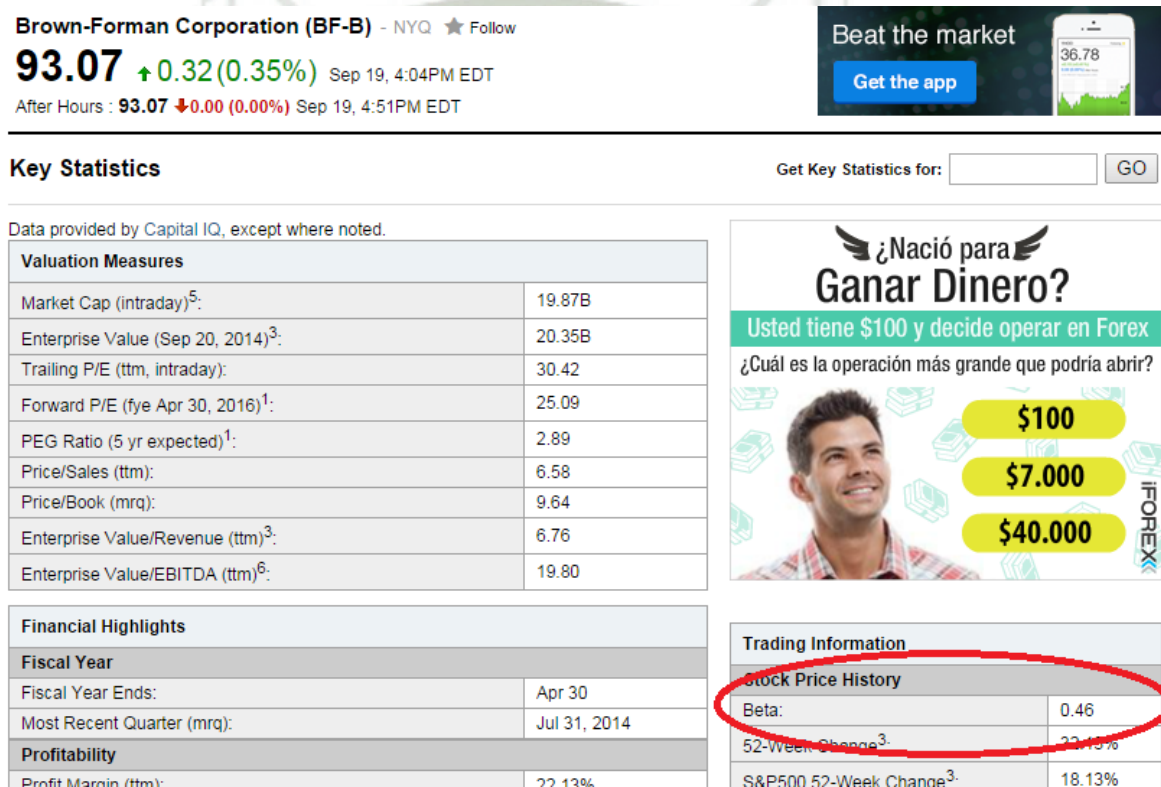 Brown-Forman Corporation (BF-B) - NYQ Follow
93.07 0.32(0.35%) Sep 19, 4:04PM EDT
After Hours : 93.07 0.00 (0.00%) Sep 19, 4:51PM EDT
Beat the market
Get the app
36.78
Key Statistics
Get Key Statistics for: GO
Data provided by Capital IQ, except where noted.
Valuation Measures
Market Cap (intraday)5: 19.87B
Enterprise Value (Sep 20, 2014)3: 20.35B
Trailing P/E (ttm, intraday): 30.42
Forward P/E (fye Apr 30, 2016)1: 25.09
PEG Ratio (5 yr expected)1: 2.89
Price/Sales (ttm): 6.58
Price/Book (mrq): 9.64
Enterprise Value/Revenue (ttm)3: 6.76
Enterprise Value/EBITDA (ttm)6: 19.80
¿Nació para
Ganar Dinero?
Usted tiene $100 y decide operar en Forex
¿Cuál es la operación más grande que podría abrir?
$100
$7.000
$40.000
iFOREX
Financial Highlights
Fiscal Year
Fiscal Year Ends: Apr 30
Most Recent Quarter (mrq): Jul 31, 2014
Profitability
Profit Margin (ttm): 22.13%
Trading Information
Stock Price History
Beta: 0.46
52-Week Change3:
S&P500 52-Week Change3: 18.13%